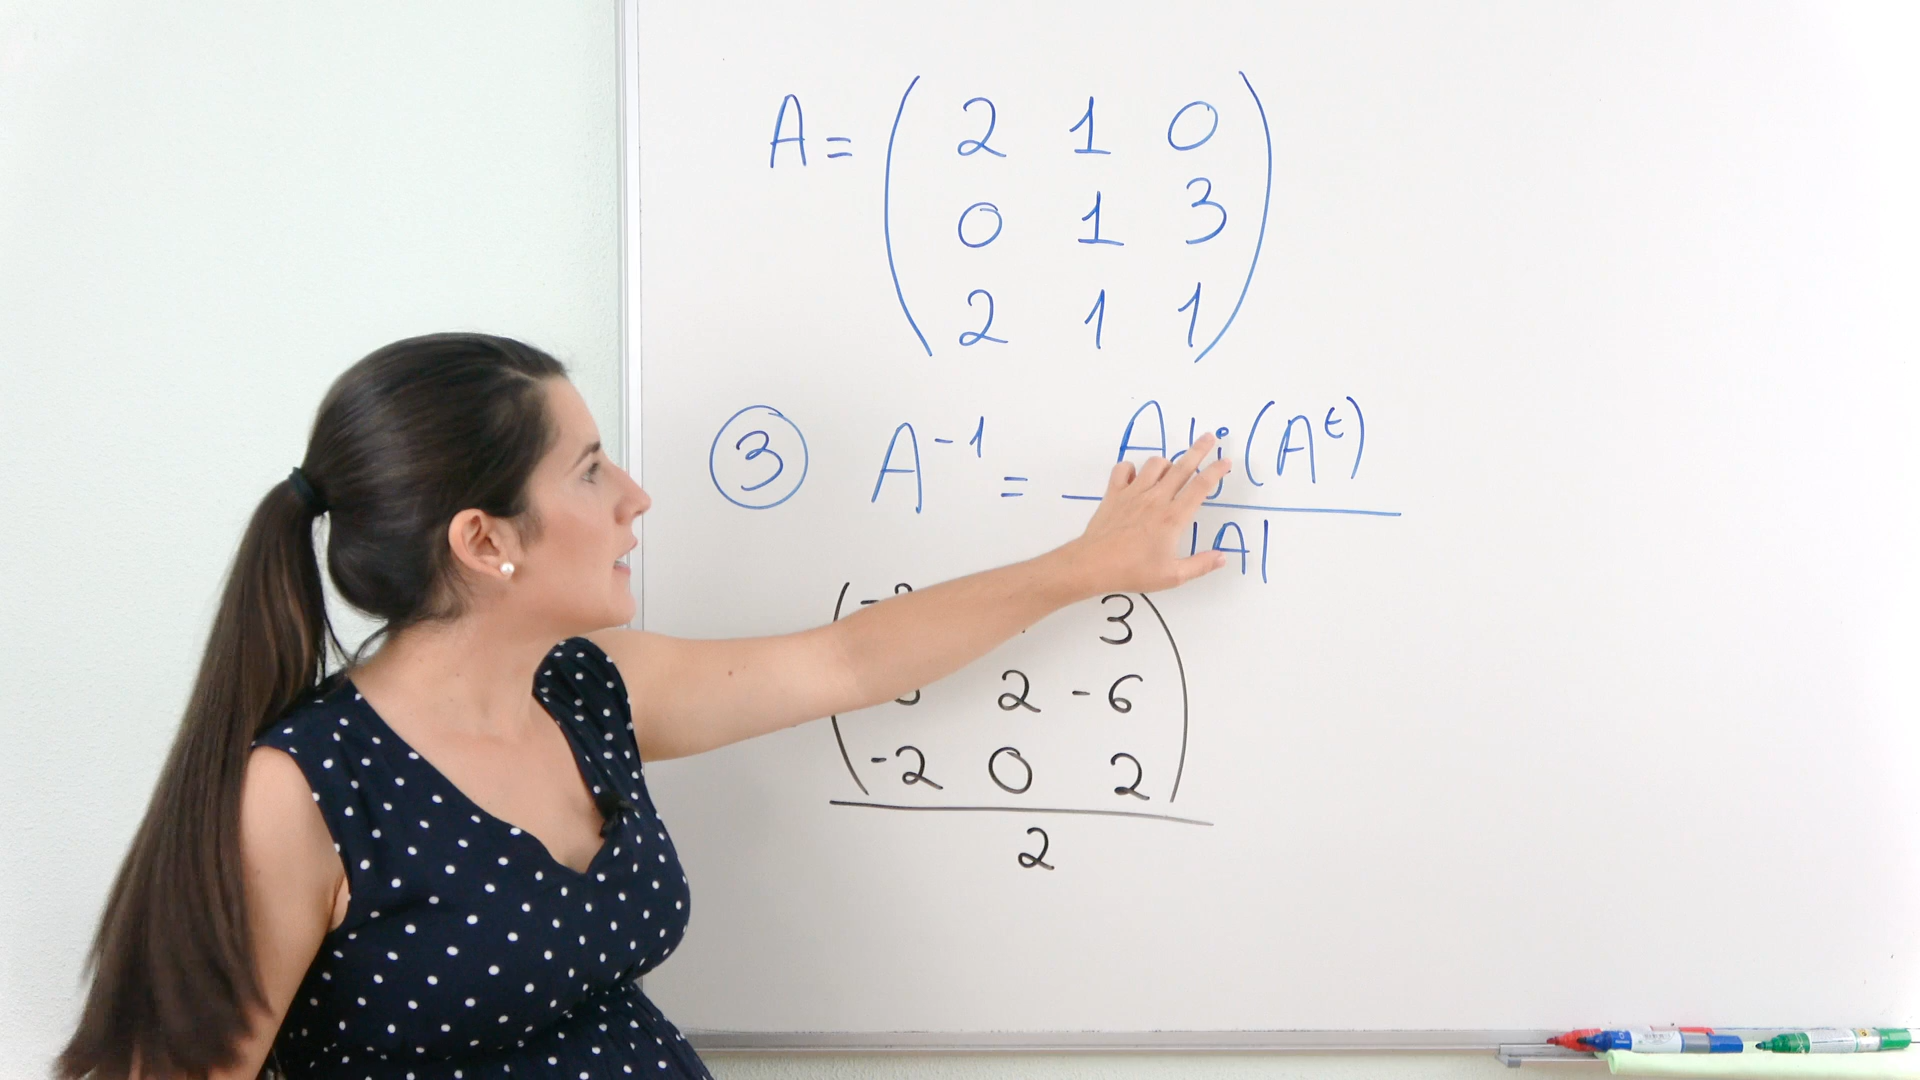 A = ( 2 1 0
0 1 3
2 1 1 )
③ A⁻¹ = Adj(Aᵗ)
|A|
3
2 -6
-2 0 2
2